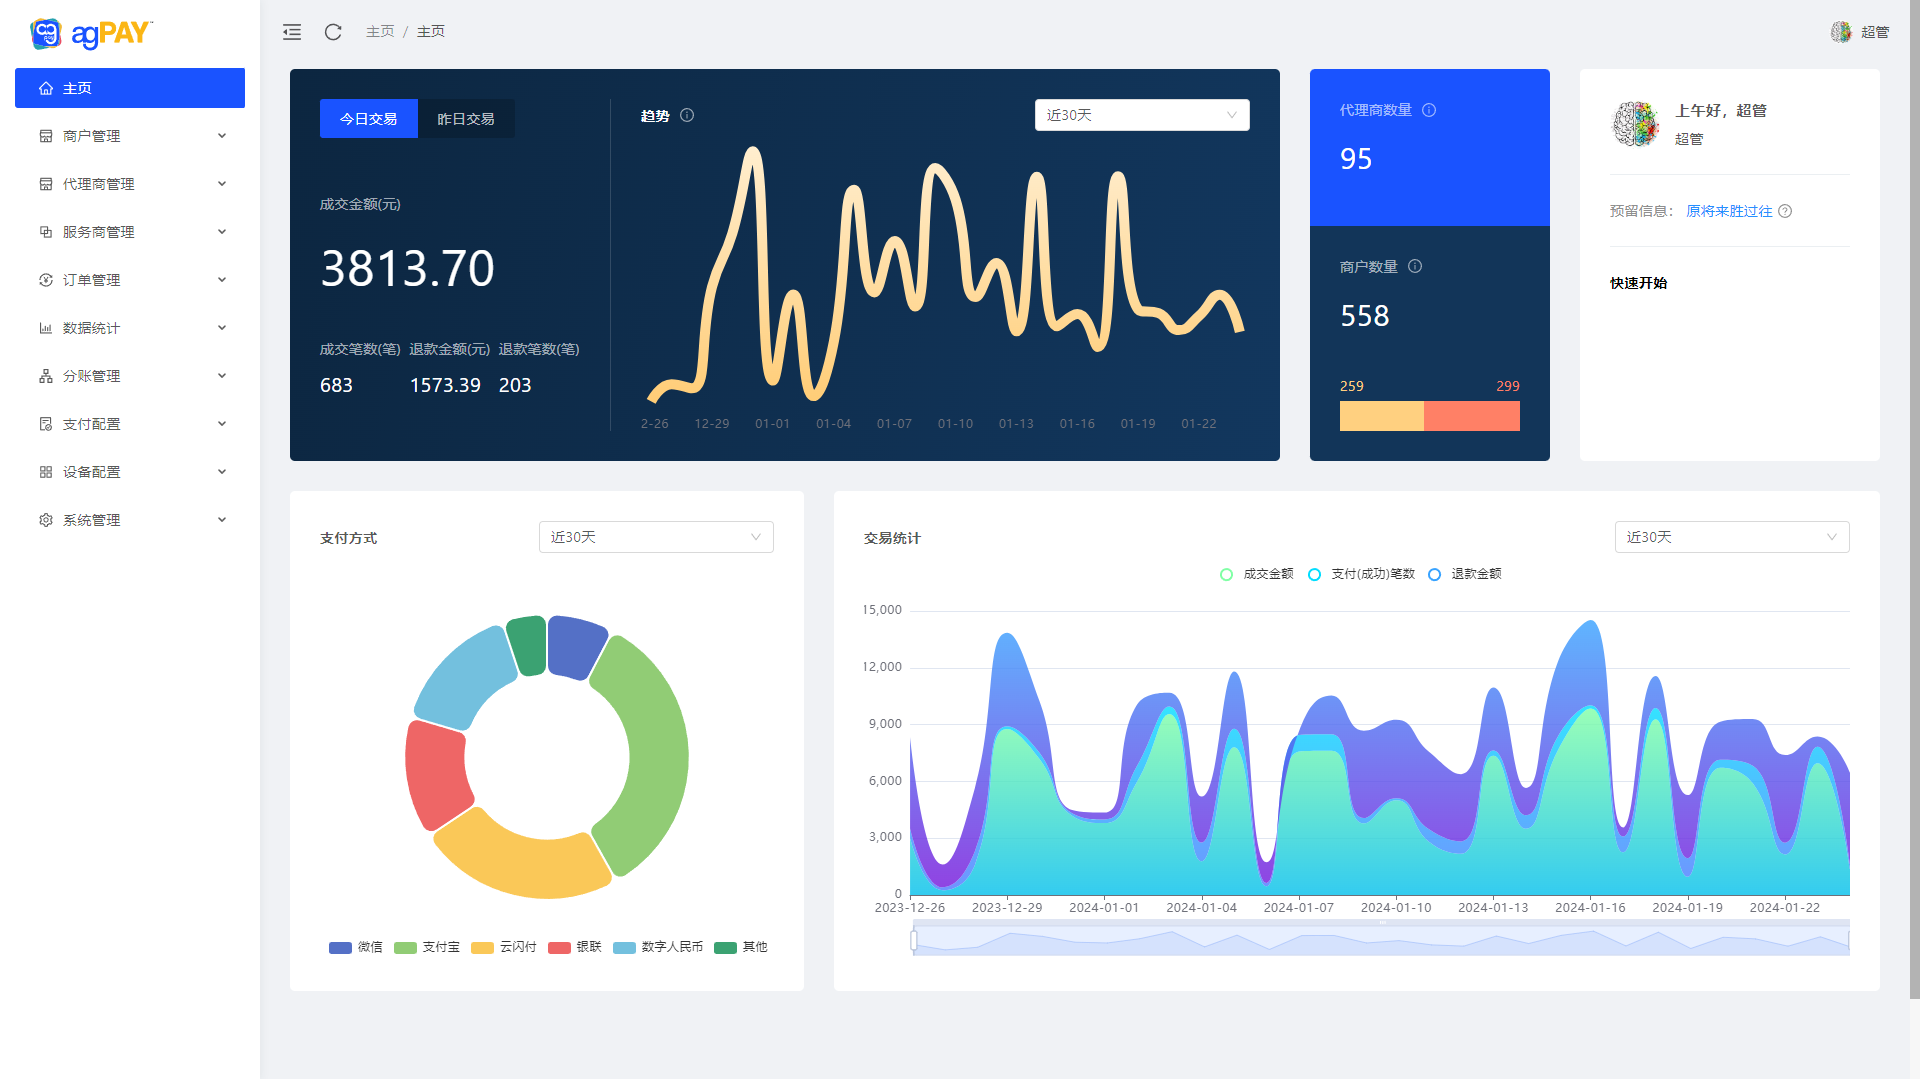 agPAY
主页 / 主页
超管
主页
商户管理
代理商管理
服务商管理
订单管理
数据统计
分账管理
支付配置
设备配置
系统管理
今日交易 昨日交易
成交金额(元)
3813.70
成交笔数(笔) 退款金额(元) 退款笔数(笔)
683 1573.39 203
趋势
近30天
2-26 12-29 01-01 01-04 01-07 01-10 01-13 01-16 01-19 01-22
代理商数量
95
商户数量
558
259 299
上午好，超管
超管
预留信息： 原将来胜过往
快速开始
支付方式
近30天
微信 支付宝 云闪付 银联 数字人民币 其他
交易统计
近30天
成交金额 支付(成功)笔数 退款金额
15,000
12,000
9,000
6,000
3,000
0
2023-12-26 2023-12-29 2024-01-01 2024-01-04 2024-01-07 2024-01-10 2024-01-13 2024-01-16 2024-01-19 2024-01-22